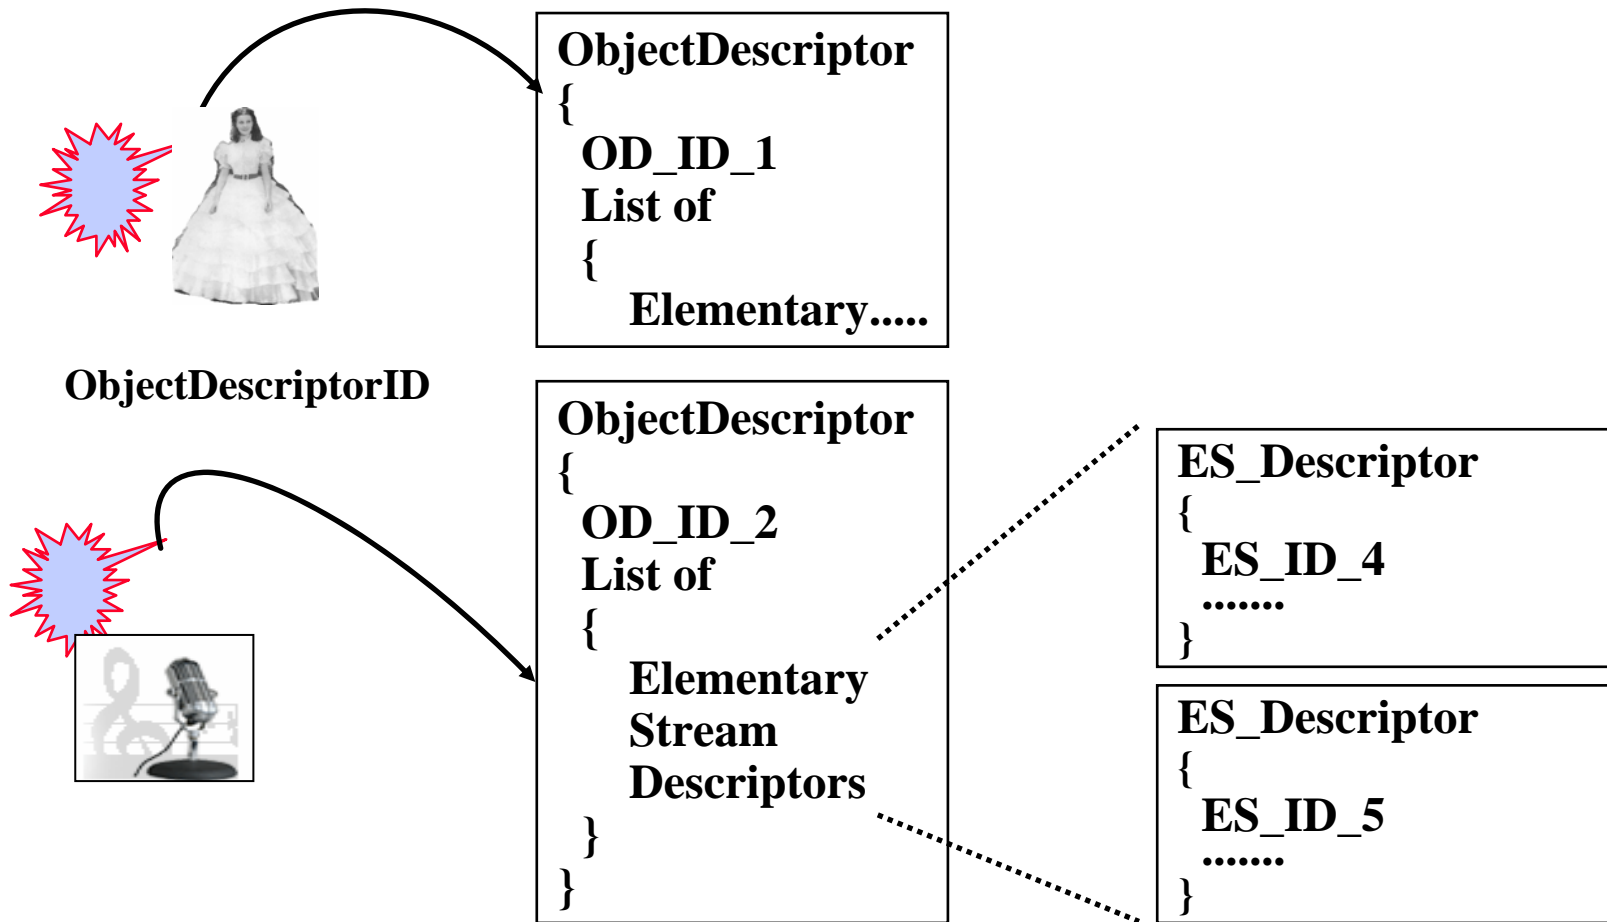 ObjectDescriptor
{
OD_ID_1
List of
{
Elementary.....
ObjectDescriptorID
ObjectDescriptor
{
OD_ID_2
List of
{
Elementary
Stream
Descriptors
}
}
ES_Descriptor
{
ES_ID_4
.......
}
ES_Descriptor
{
ES_ID_5
.......
}